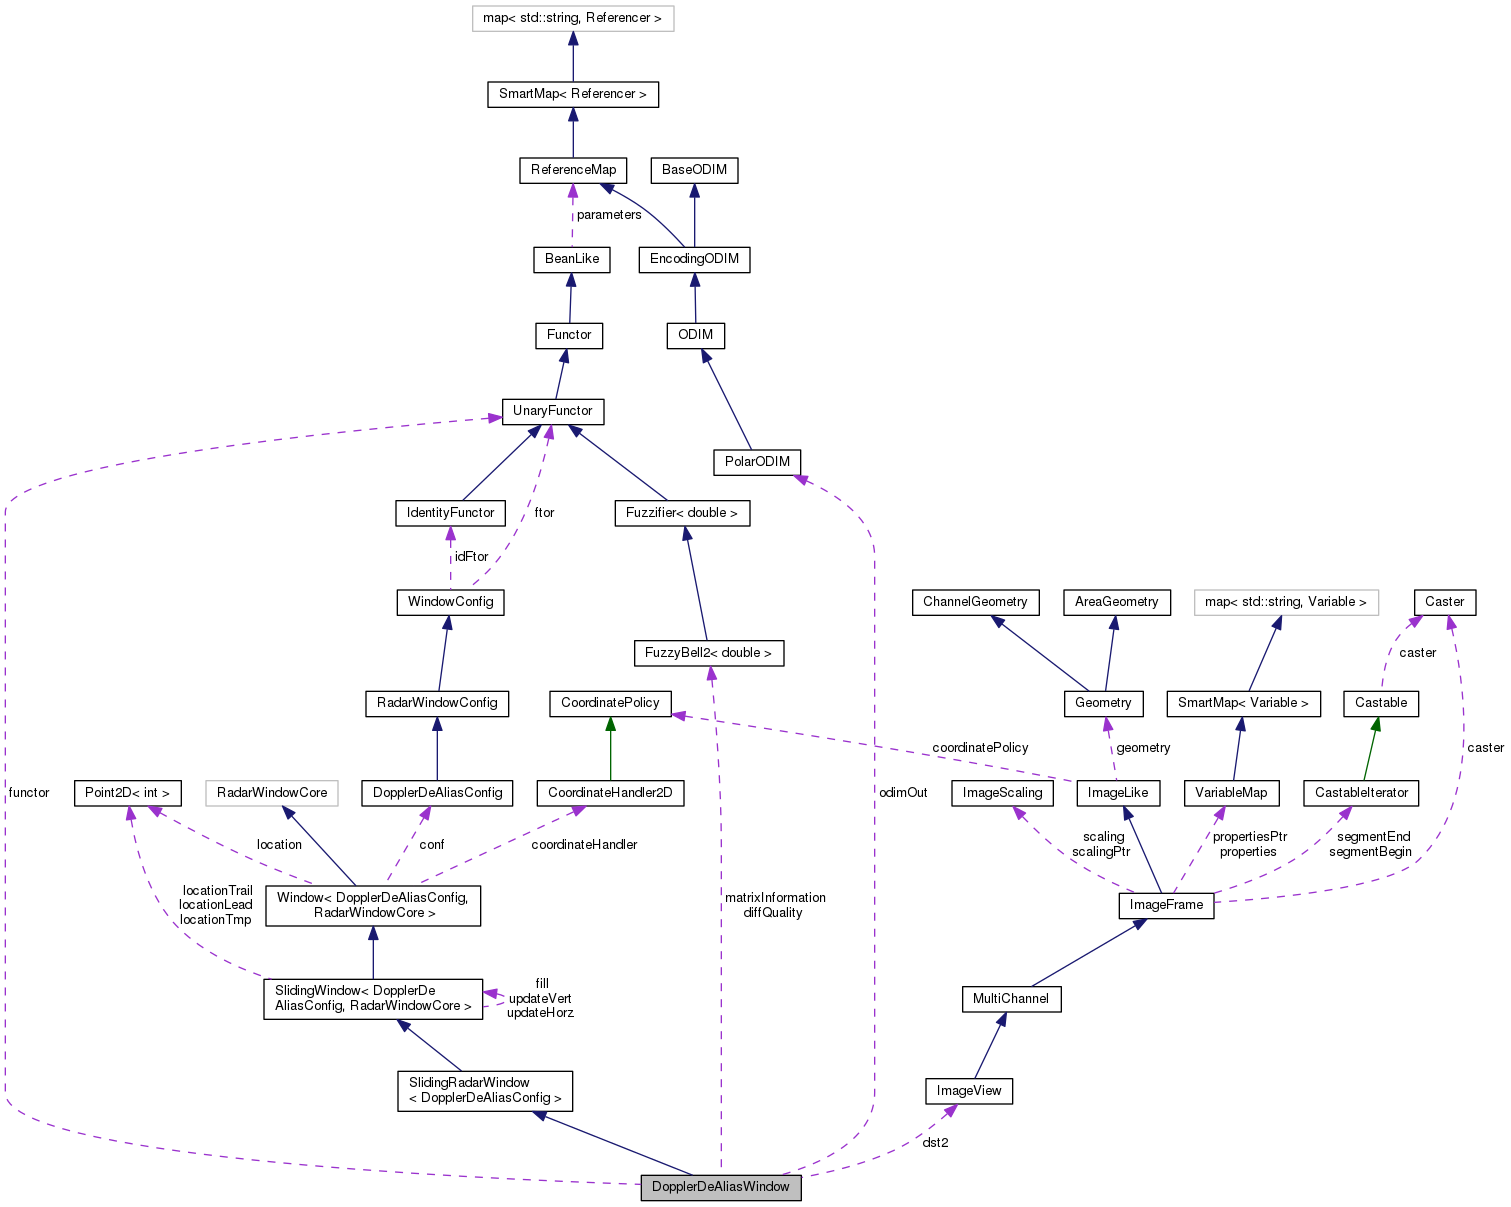 map< std::string, Referencer >
SmartMap< Referencer >
ReferenceMap
BaseODIM
parameters
BeanLike
EncodingODIM
Functor
ODIM
UnaryFunctor
PolarODIM
IdentityFunctor
ftor
Fuzzifier< double >
idFtor
WindowConfig
ChannelGeometry
AreaGeometry
map< std::string, Variable >
Caster
FuzzyBell2< double >
caster
RadarWindowConfig
CoordinatePolicy
Geometry
SmartMap< Variable >
Castable
coordinatePolicy
geometry
caster
functor
Point2D< int >
RadarWindowCore
DopplerDeAliasConfig
CoordinateHandler2D
odimOut
ImageScaling
ImageLike
VariableMap
CastableIterator
location
conf
coordinateHandler
scaling
scalingPtr
propertiesPtr
properties
segmentEnd
segmentBegin
locationTrail
locationLead
locationTmp
Window< DopplerDeAliasConfig,
RadarWindowCore >
matrixInformation
diffQuality
ImageFrame
SlidingWindow< DopplerDe
AliasConfig, RadarWindowCore >
fill
updateVert
updateHorz
MultiChannel
SlidingRadarWindow
< DopplerDeAliasConfig >
ImageView
dst2
DopplerDeAliasWindow